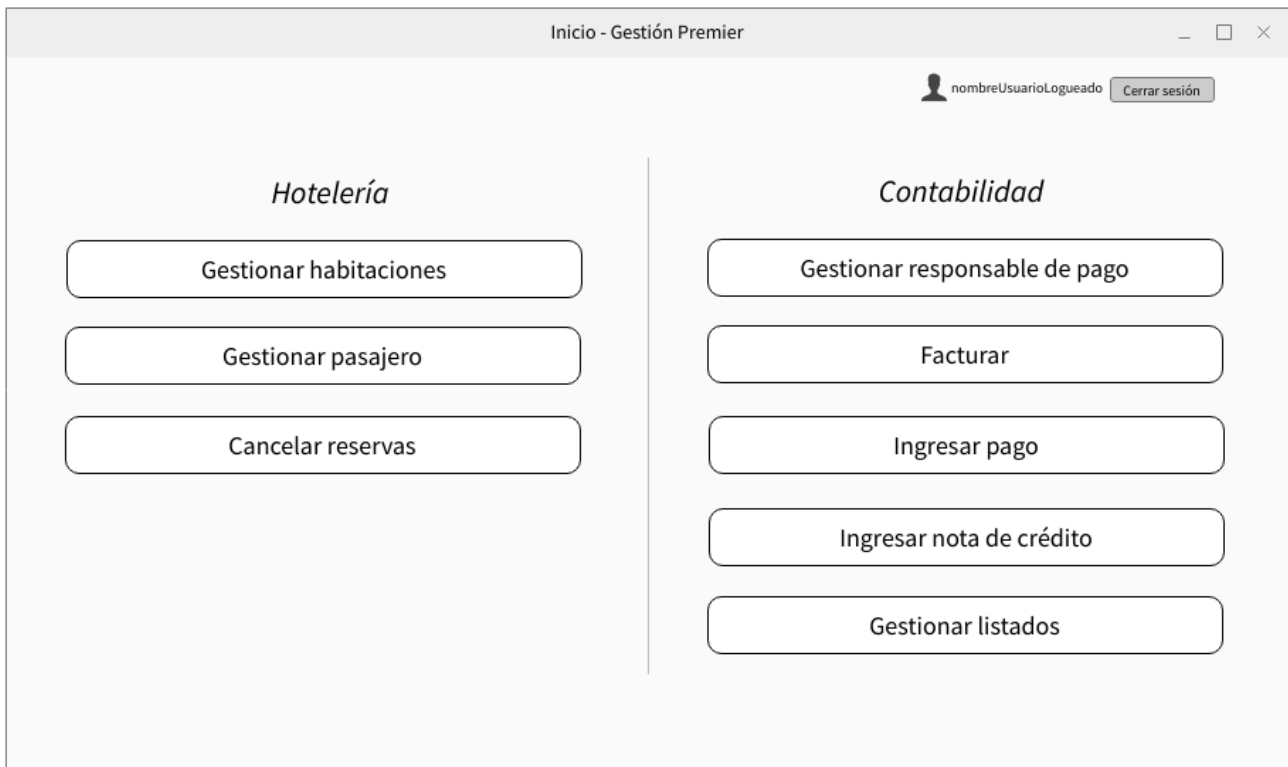 Inicio - Gestión Premier
nombreUsuarioLogueado
Cerrar sesión
Hotelería
Gestionar habitaciones
Gestionar pasajero
Cancelar reservas
Contabilidad
Gestionar responsable de pago
Facturar
Ingresar pago
Ingresar nota de crédito
Gestionar listados